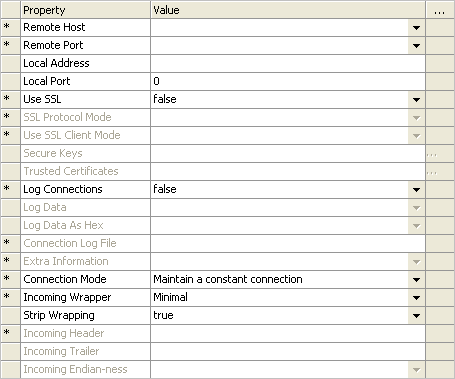 Property Value ...
* Remote Host
* Remote Port
Local Address
Local Port 0
* Use SSL false
* SSL Protocol Mode
* Use SSL Client Mode
Secure Keys ...
Trusted Certificates ...
* Log Connections false
Log Data
Log Data As Hex
* Connection Log File
* Extra Information
* Connection Mode Maintain a constant connection
* Incoming Wrapper Minimal
Strip Wrapping true
* Incoming Header
Incoming Trailer
Incoming Endian-ness